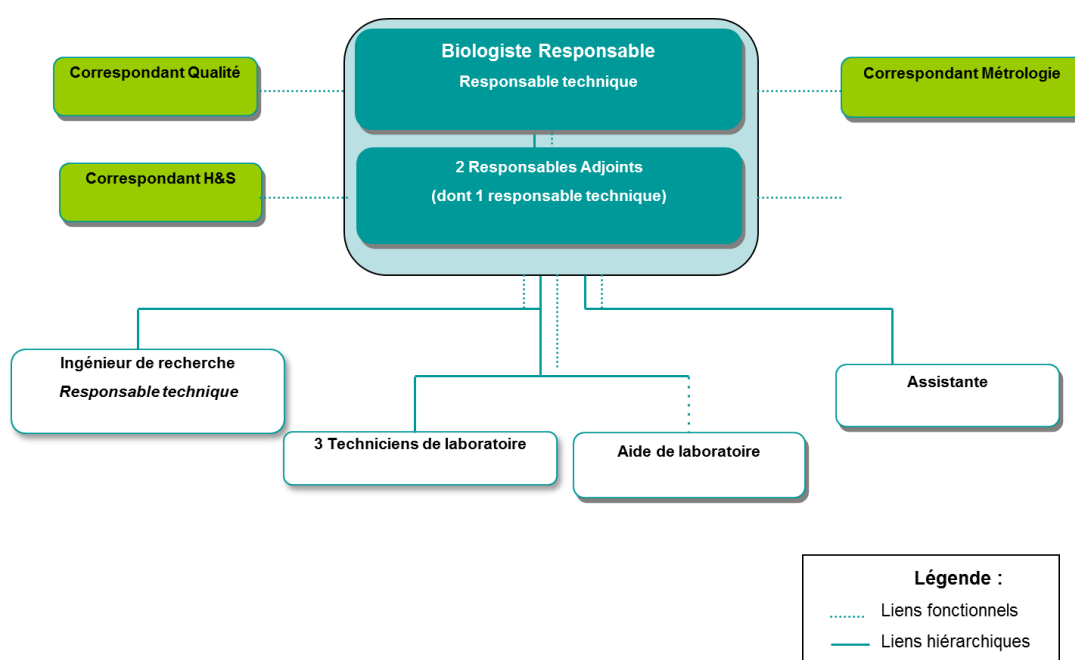 Biologiste Responsable
Responsable technique
Correspondant Qualité
Correspondant Métrologie
2 Responsables Adjoints
(dont 1 responsable technique)
Correspondant H&S
Ingénieur de recherche
Responsable technique
Assistante
3 Techniciens de laboratoire
Aide de laboratoire
Légende :
Liens fonctionnels
Liens hiérarchiques